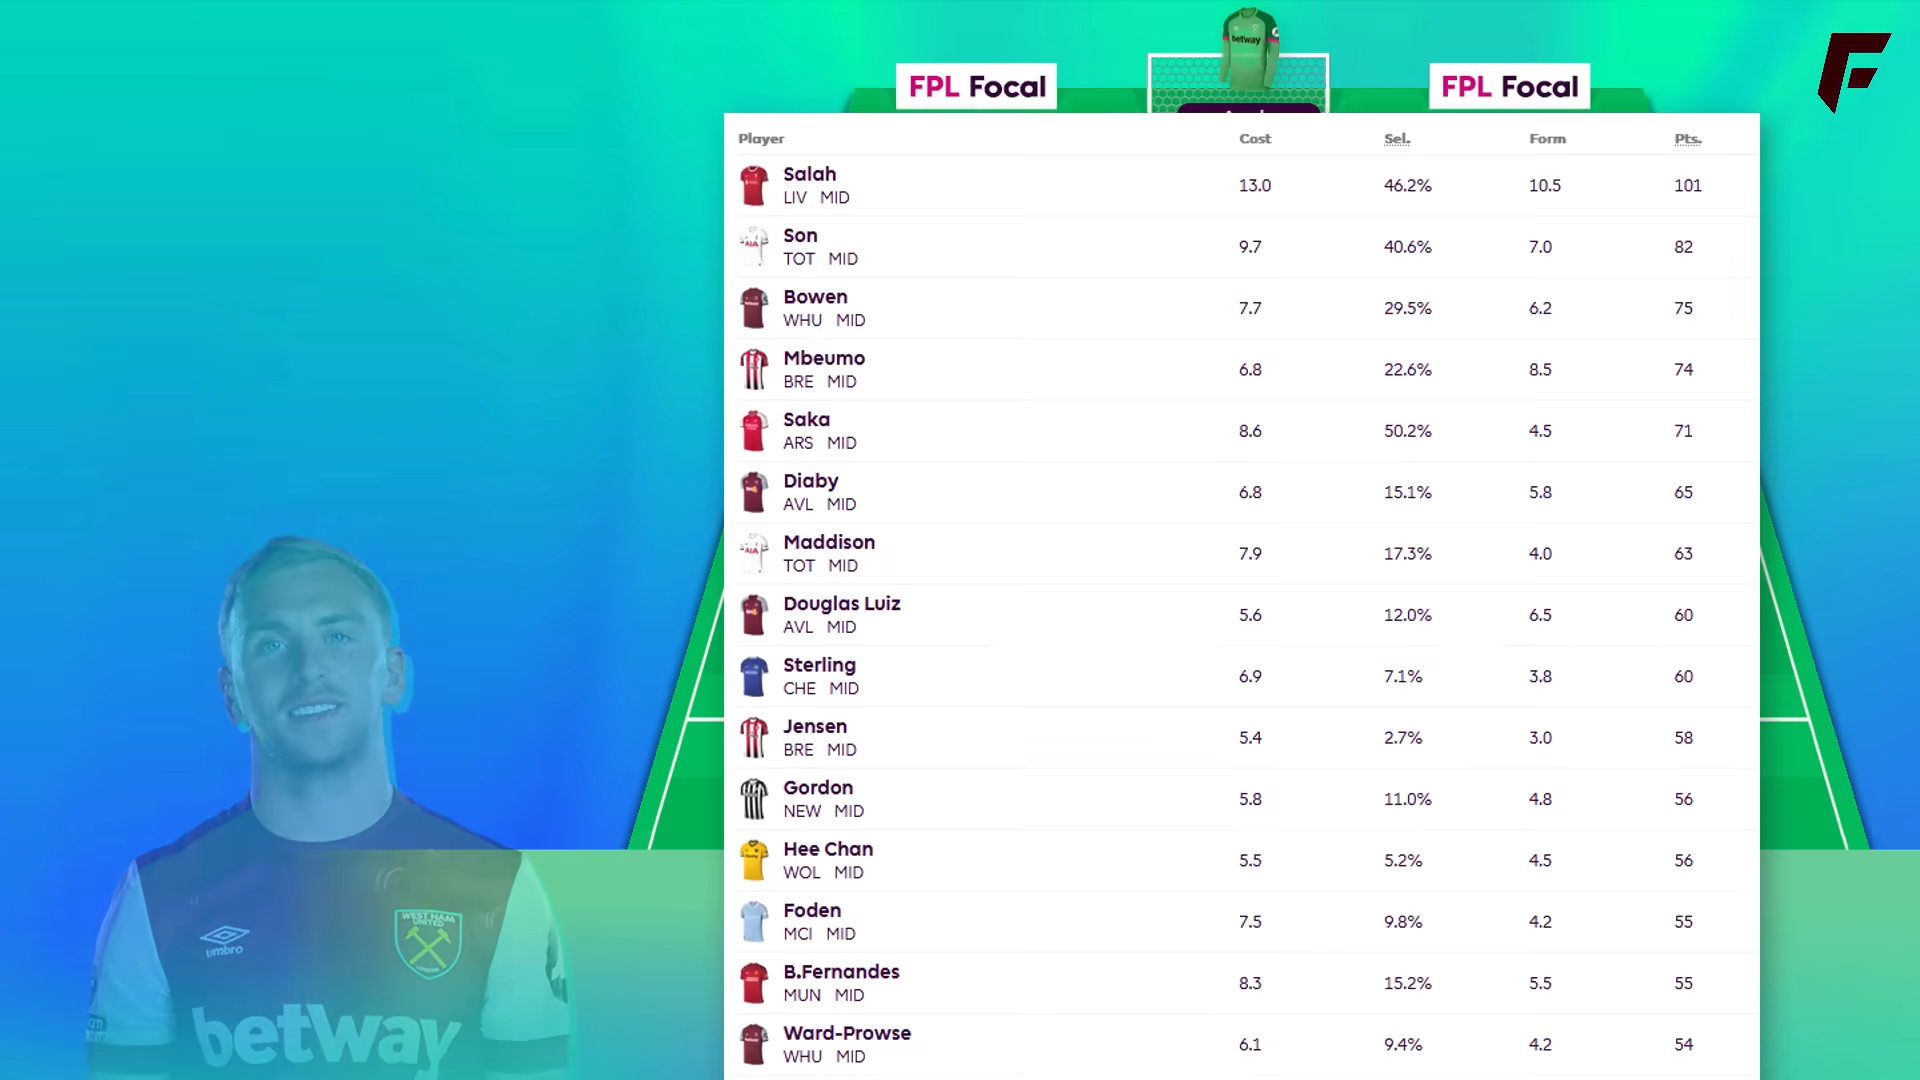 betway
FPL Focal
FPL Focal
Player Cost Sel. Form Pts.
Salah
LIV MID 13.0 46.2% 10.5 101
Son
TOT MID 9.7 40.6% 7.0 82
Bowen
WHU MID 7.7 29.5% 6.2 75
Mbeumo
BRE MID 6.8 22.6% 8.5 74
Saka
ARS MID 8.6 50.2% 4.5 71
Diaby
AVL MID 6.8 15.1% 5.8 65
Maddison
TOT MID 7.9 17.3% 4.0 63
Douglas Luiz
AVL MID 5.6 12.0% 6.5 60
Sterling
CHE MID 6.9 7.1% 3.8 60
Jensen
BRE MID 5.4 2.7% 3.0 58
Gordon
NEW MID 5.8 11.0% 4.8 56
Hee Chan
WOL MID 5.5 5.2% 4.5 56
Foden
MCI MID 7.5 9.8% 4.2 55
B.Fernandes
MUN MID 8.3 15.2% 5.5 55
Ward-Prowse
WHU MID 6.1 9.4% 4.2 54
umbro
WEST HAM
UNITED
LONDON
betway